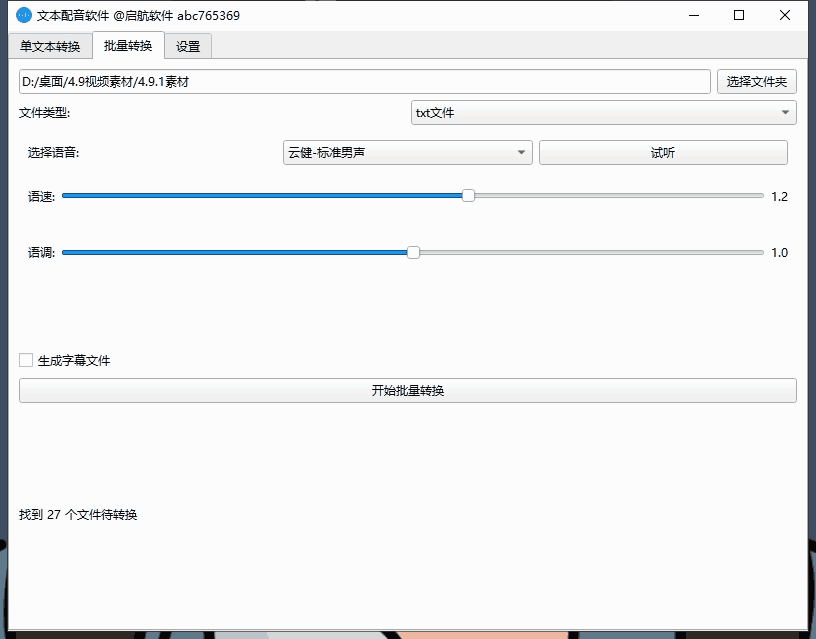 文本配音软件 @启航软件 abc765369
单文本转换 批量转换 设置
D:/桌面/4.9视频素材/4.9.1素材 选择文件夹
文件类型: txt文件
选择语音: 云健-标准男声 试听
语速: 1.2
语调: 1.0
生成字幕文件
开始批量转换
找到 27 个文件待转换